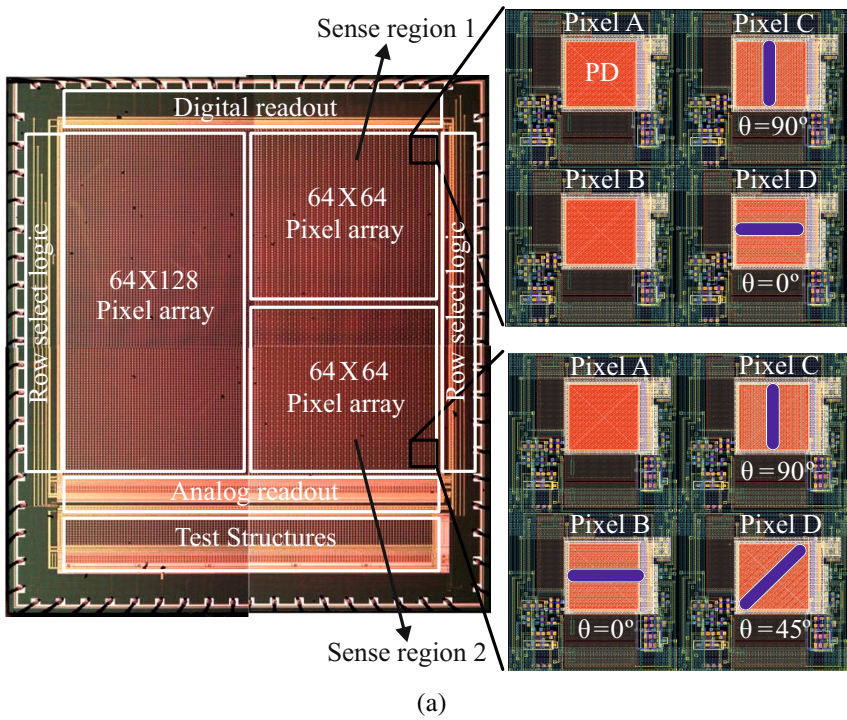 Sense region 1
Digital readout
Row select logic
64X128
Pixel array
64X64
Pixel array
64X64
Pixel array
Row select logic
Analog readout
Test Structures
Sense region 2
Pixel A
Pixel C
PD
θ=90º
Pixel B
Pixel D
θ=0º
Pixel A
Pixel C
θ=90º
Pixel B
Pixel D
θ=0º
θ=45º
(a)